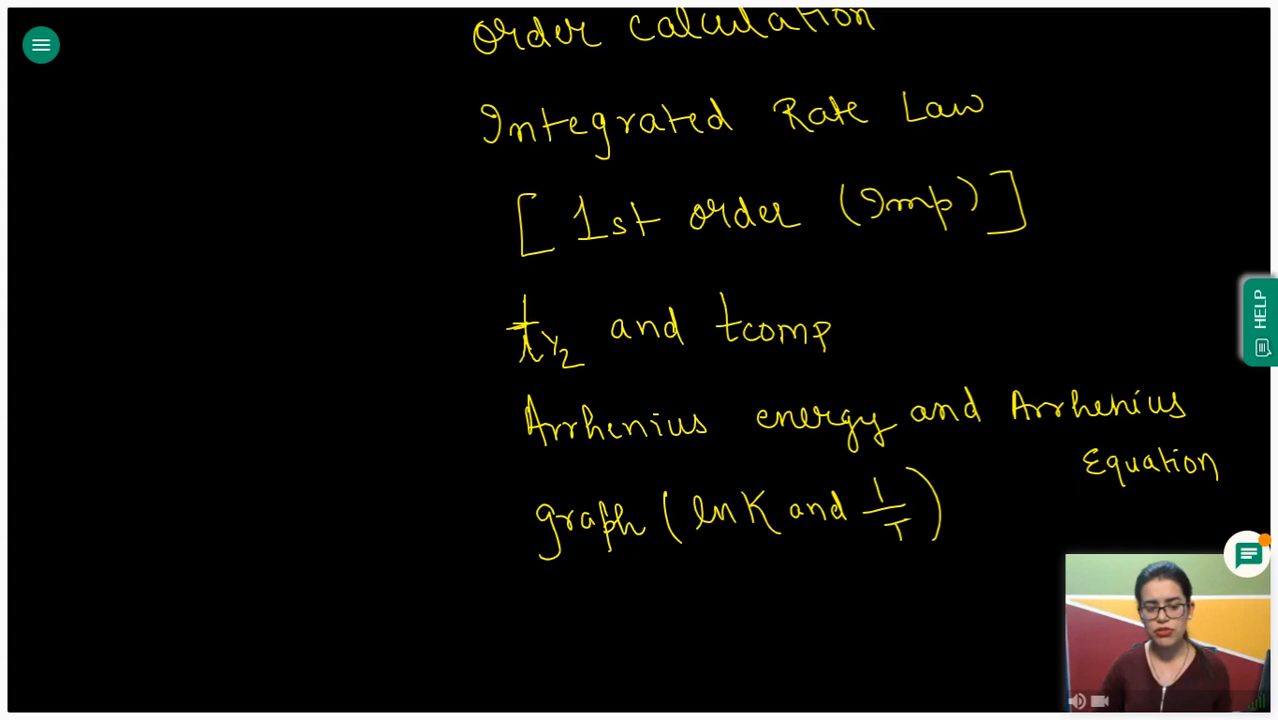 order calculation
Integrated Rate Law
[1st order (Imp)]
t1/2 and tcomp
Arrhenius energy and Arrhenius
Equation
graph (lnK and 1/T)
HELP